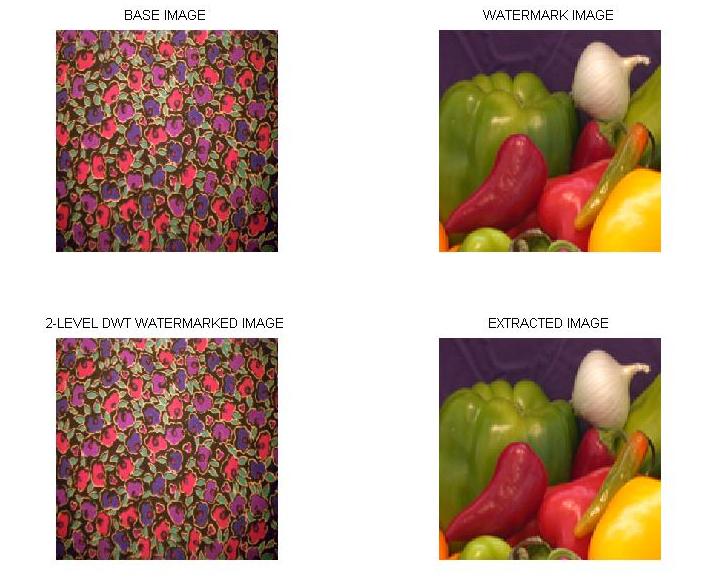 BASE IMAGE
WATERMARK IMAGE
2-LEVEL DWT WATERMARKED IMAGE
EXTRACTED IMAGE